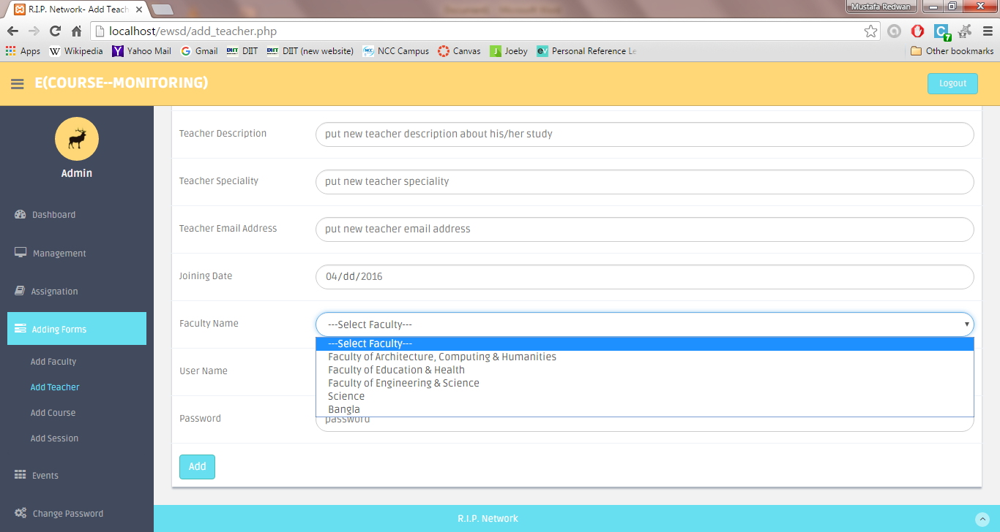 R.I.P. Network- Add Teach
Mustafa Redwan
localhost/ewsd/add_teacher.php
Apps Wikipedia Yahoo Mail Gmail DIIT DIIT (new website) NCC Campus Canvas Joeby Personal Reference Le Other bookmarks
E(COURSE--MONITORING)
Logout
Admin
Dashboard
Management
Assignation
Adding Forms
Add Faculty
Add Teacher
Add Course
Add Session
Events
Change Password
Teacher Description
put new teacher description about his/her study
Teacher Speciality
put new teacher speciality
Teacher Email Address
put new teacher email address
Joining Date
04/dd/2016
Faculty Name
---Select Faculty---
---Select Faculty---
Faculty of Architecture, Computing & Humanities
Faculty of Education & Health
Faculty of Engineering & Science
Science
Bangla
User Name
Password
password
Add
R.I.P. Network